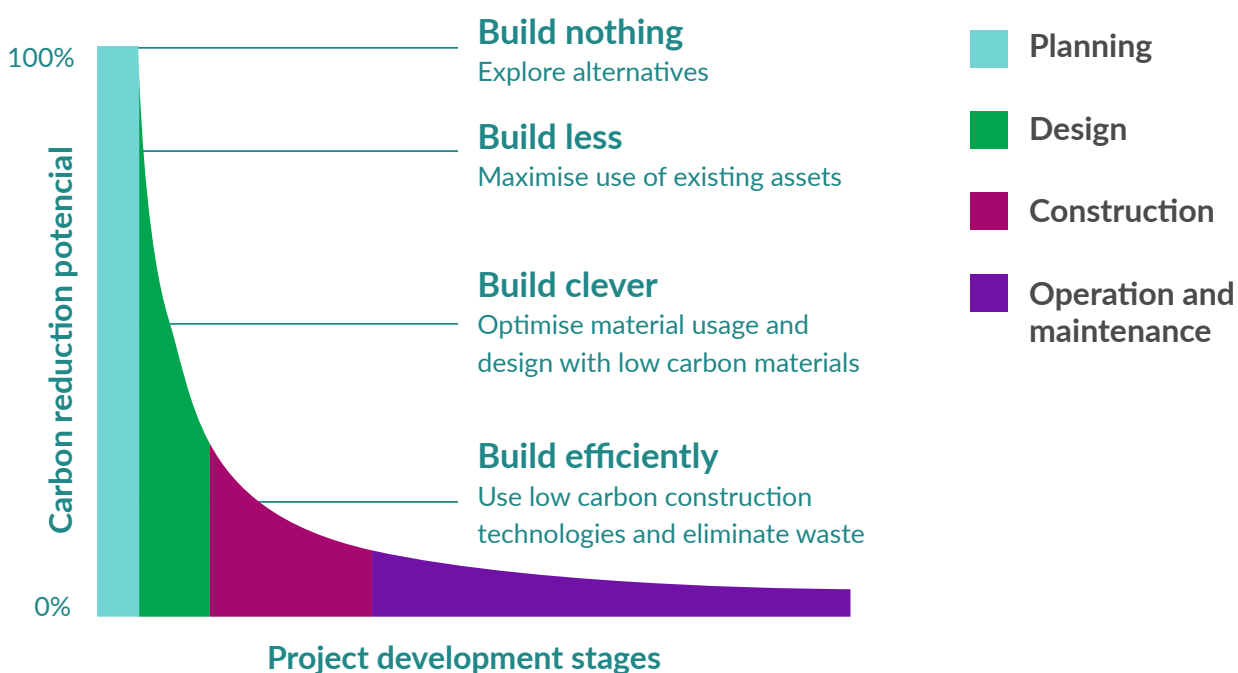 100%
Carbon reduction potencial
0%
Build nothing
Explore alternatives
Build less
Maximise use of existing assets
Build clever
Optimise material usage and
design with low carbon materials
Build efficiently
Use low carbon construction
technologies and eliminate waste
Project development stages
Planning
Design
Construction
Operation and
maintenance